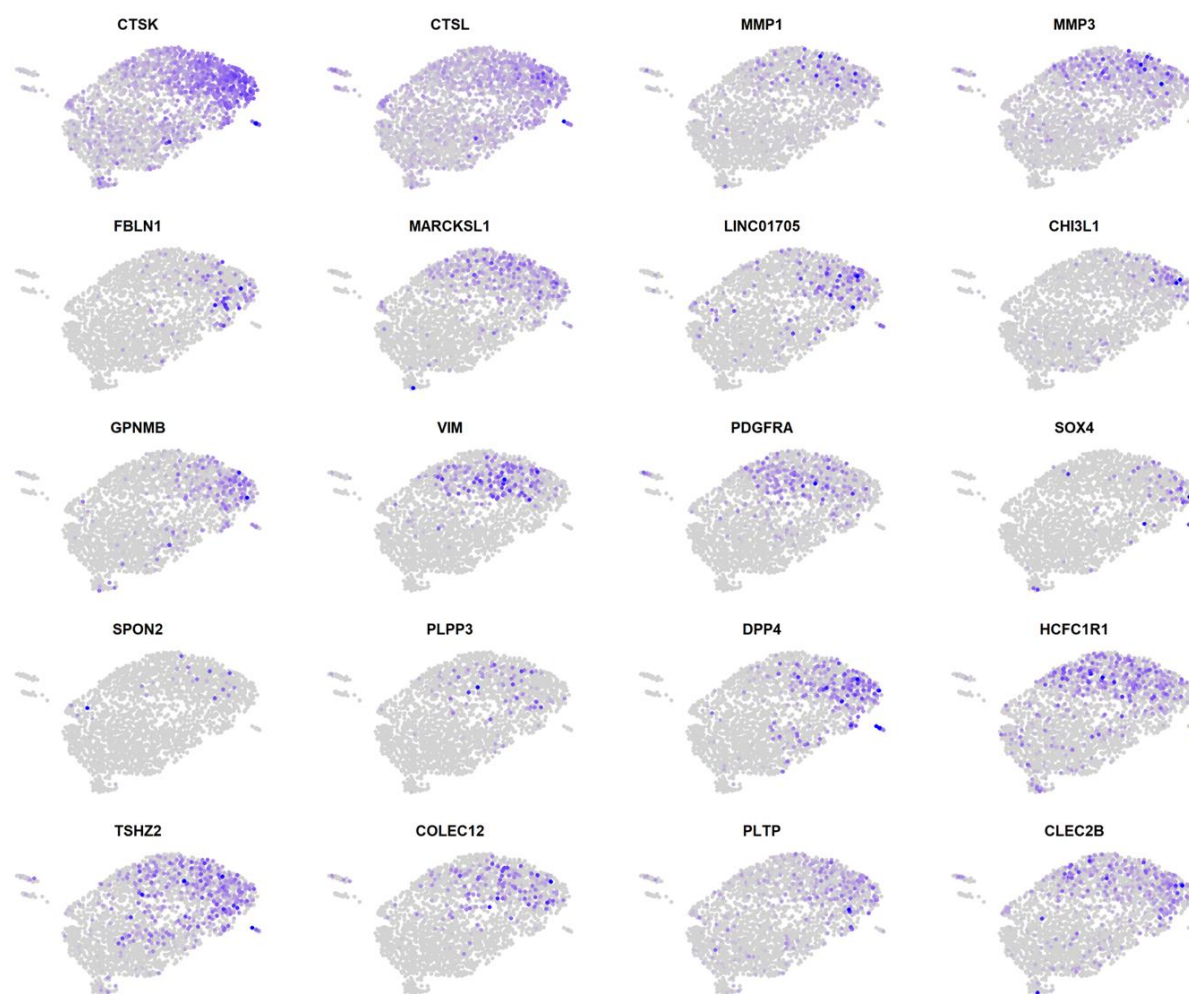 CTSK CTSL MMP1 MMP3
FBLN1 MARCKSL1 LINC01705 CHI3L1
GPNMB VIM PDGFRA SOX4
SPON2 PLPP3 DPP4 HCFC1R1
TSHZ2 COLEC12 PLTP CLEC2B